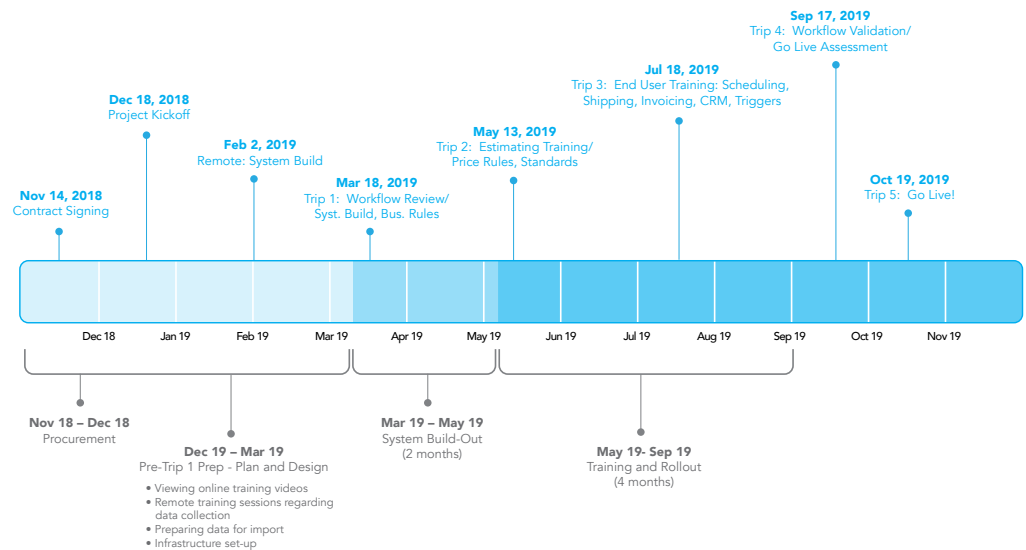 Sep 17, 2019
Trip 4: Workflow Validation/
Go Live Assessment
Jul 18, 2019
Trip 3: End User Training: Scheduling,
Shipping, Invoicing, CRM, Triggers
Dec 18, 2018
Project Kickoff
May 13, 2019
Trip 2: Estimating Training/
Price Rules, Standards
Feb 2, 2019
Remote: System Build
Mar 18, 2019
Trip 1: Workflow Review/
Syst. Build, Bus. Rules
Oct 19, 2019
Trip 5: Go Live!
Nov 14, 2018
Contract Signing
Dec 18
Jan 19
Feb 19
Mar 19
Apr 19
May 19
Jun 19
Jul 19
Aug 19
Sep 19
Oct 19
Nov 19
Nov 18 – Dec 18
Procurement
Dec 19 – Mar 19
Pre-Trip 1 Prep - Plan and Design
• Viewing online training videos
• Remote training sessions regarding
data collection
• Preparing data for import
• Infrastructure set-up
Mar 19 – May 19
System Build-Out
(2 months)
May 19- Sep 19
Training and Rollout
(4 months)